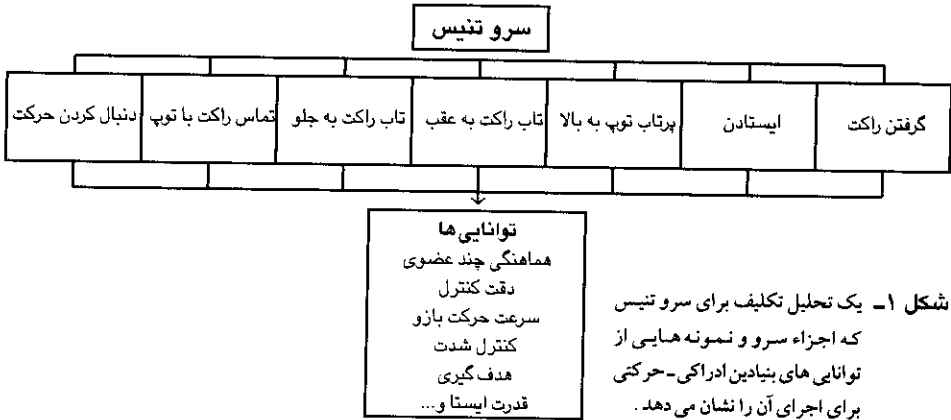 سرو تنیس
گرفتن راکت
ایستادن
پرتاب توپ به بالا
تاب راکت به عقب
تاب راکت به جلو
تماس راکت با توپ
دنبال کردن حرکت
توانایی‌ها
هماهنگی چند عضوی
دقت کنترل
سرعت حرکت بازو
کنترل شدت
هدف گیری
قدرت ایستا و...
شکل ۱ـ یک تحلیل تکلیف برای سرو تنیس
که اجزاء سرو و نمونه هایی از
توانایی های بنیادین ادراکی-حرکتی
برای اجرای آن را نشان می دهد.